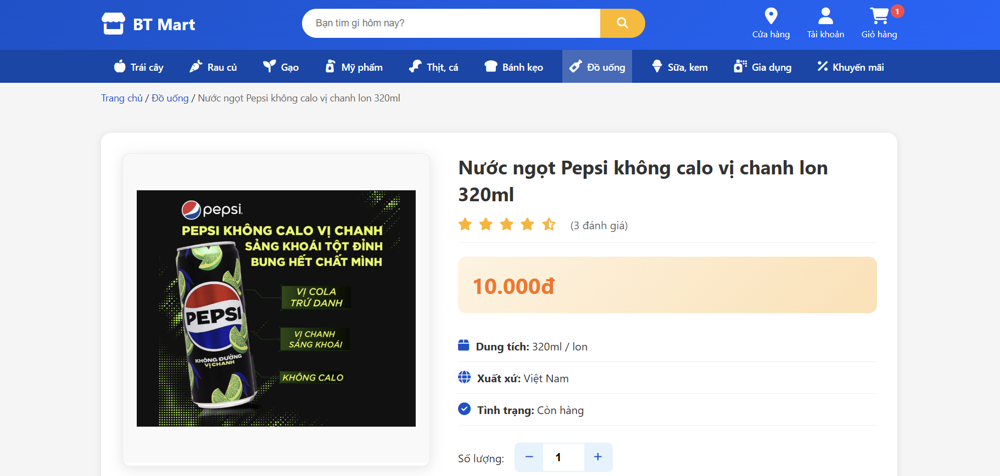 BT Mart
Bạn tìm gì hôm nay?
Cửa hàng
Tài khoản
Giỏ hàng
1
Trái cây
Rau củ
Gạo
Mỹ phẩm
Thịt, cá
Bánh kẹo
Đồ uống
Sữa, kem
Gia dụng
Khuyến mãi
Trang chủ / Đồ uống / Nước ngọt Pepsi không calo vị chanh lon 320ml
pepsi
PEPSI KHÔNG CALO VỊ CHANH
SẢNG KHOÁI TỘT ĐỈNH
BUNG HẾT CHẤT MÌNH
VỊ COLA
TRỨ DANH
VỊ CHANH
SẢNG KHOÁI
KHÔNG CALO
PEPSI
KHÔNG ĐƯỜNG
VỊ CHANH
Nước ngọt Pepsi không calo vị chanh lon
320ml
(3 đánh giá)
10.000đ
Dung tích: 320ml / lon
Xuất xứ: Việt Nam
Tình trạng: Còn hàng
Số lượng: − 1 +